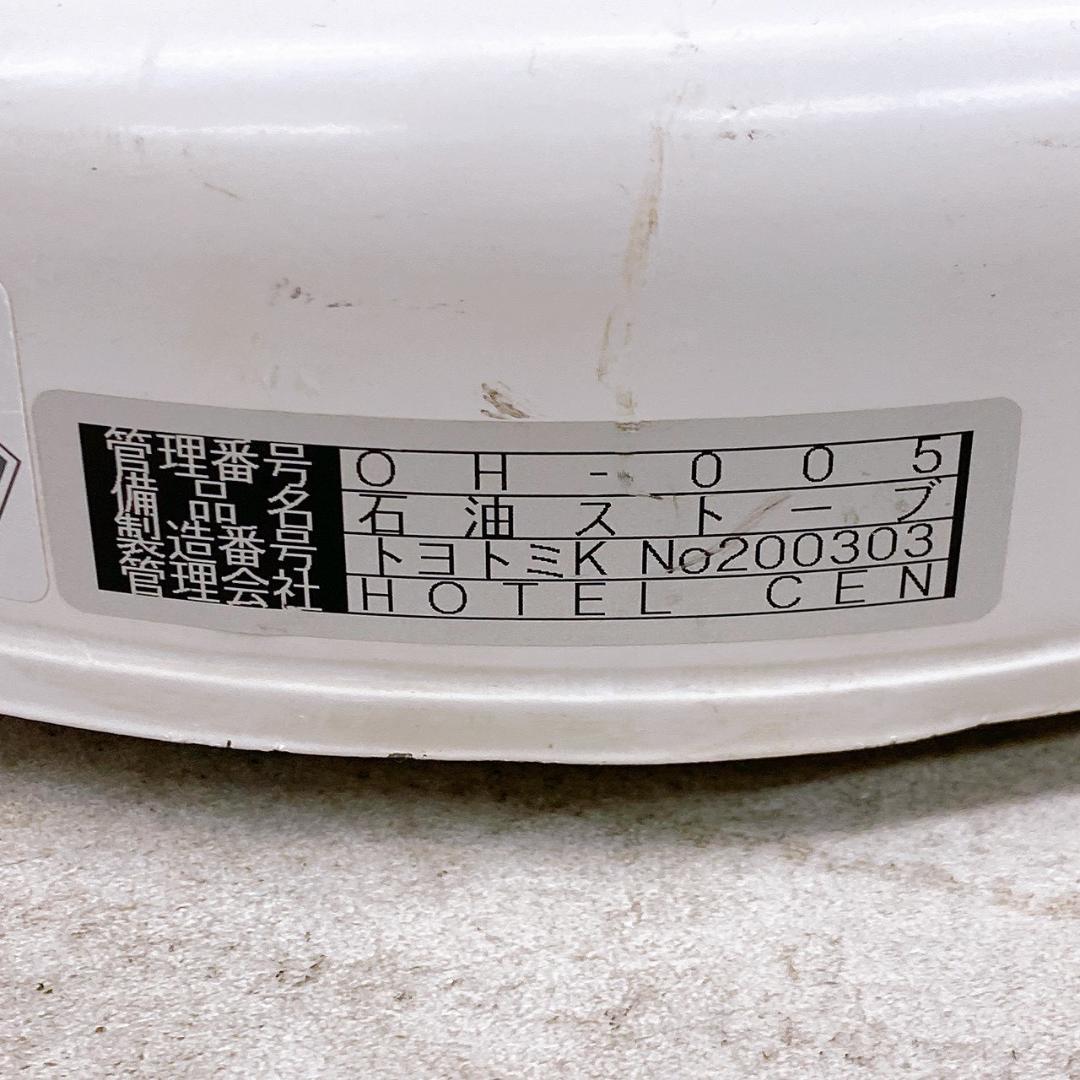 管理番号 OH-005
備品名 石油ストーブ
製造番号 トヨトミK No200303
管理会社 HOTEL CEN